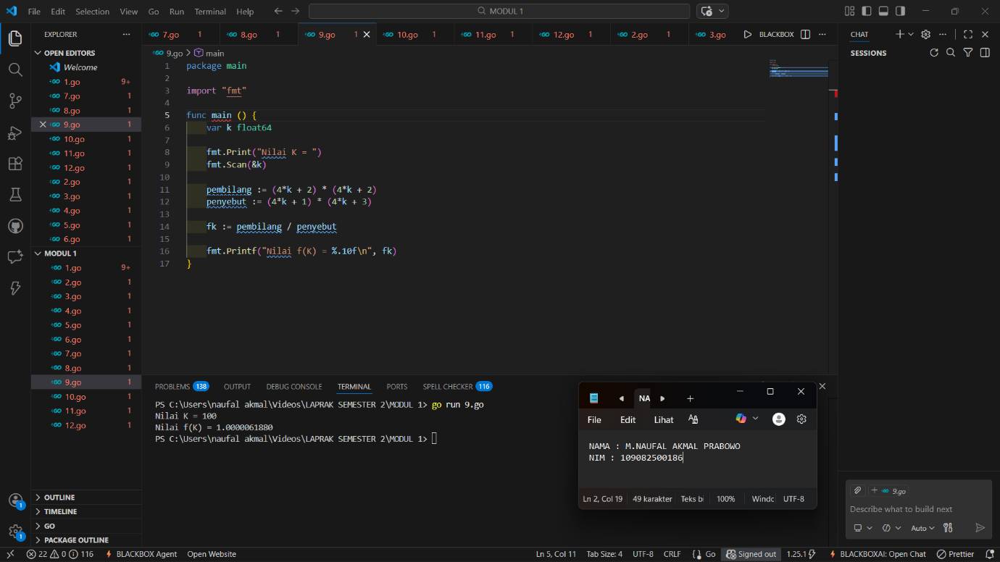 File Edit Selection View Go Run Terminal Help
MODUL 1
EXPLORER
OPEN EDITORS
Welcome
1.go 9+
7.go 1
8.go 1
9.go 1
10.go 1
11.go 1
12.go 1
2.go 1
3.go 1
4.go 1
5.go 1
6.go 1
MODUL 1
1.go 9+
2.go 1
3.go 1
4.go 1
5.go 1
6.go 1
7.go 1
8.go 1
9.go 1
10.go 1
11.go 1
12.go 1
OUTLINE
TIMELINE
GO
PACKAGE OUTLINE
7.go 1 8.go 1 9.go 1 10.go 1 11.go 1 12.go 1 2.go 1 3.go BLACKBOX
9.go > main
1 package main
2
3 import "fmt"
4
5 func main () {
6 var k float64
7
8 fmt.Print("Nilai K = ")
9 fmt.Scan(&k)
10
11 pembilang := (4*k + 2) * (4*k + 2)
12 penyebut := (4*k + 1) * (4*k + 3)
13
14 fk := pembilang / penyebut
15
16 fmt.Printf("Nilai f(K) = %.10f\n", fk)
17 }
PROBLEMS 138 OUTPUT DEBUG CONSOLE TERMINAL PORTS SPELL CHECKER 116
PS C:\Users\naufal akmal\Videos\LAPRAK SEMESTER 2\MODUL 1> go run 9.go
Nilai K = 100
Nilai f(K) = 1.0000061880
PS C:\Users\naufal akmal\Videos\LAPRAK SEMESTER 2\MODUL 1>
NA
File Edit Lihat
NAMA : M.NAUFAL AKMAL PRABOWO
NIM : 109082500186
Ln 2, Col 19 49 karakter Teks bi 100% Windc UTF-8
CHAT
SESSIONS
9.go
Describe what to build next
Auto
1
1
22 0 116 BLACKBOX Agent Open Website Ln 5, Col 11 Tab Size: 4 UTF-8 CRLF Go Signed out 1.25.1 BLACKBOXAI: Open Chat Prettier